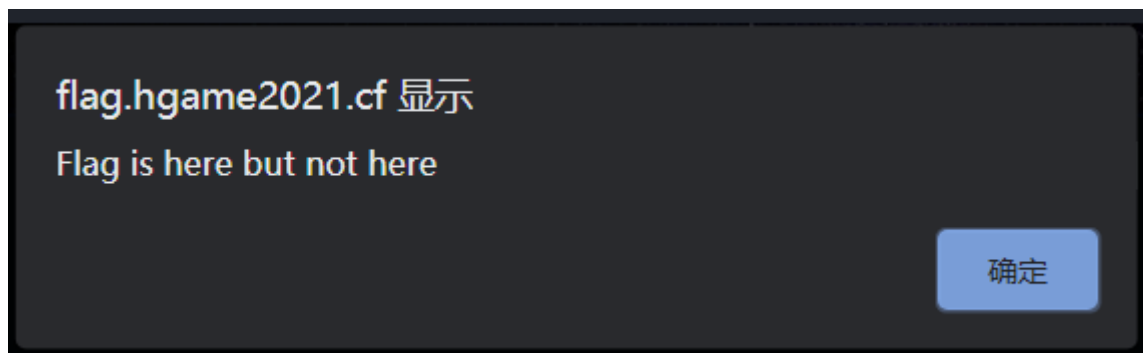 flag.hgame2021.cf 显示
Flag is here but not here
确定